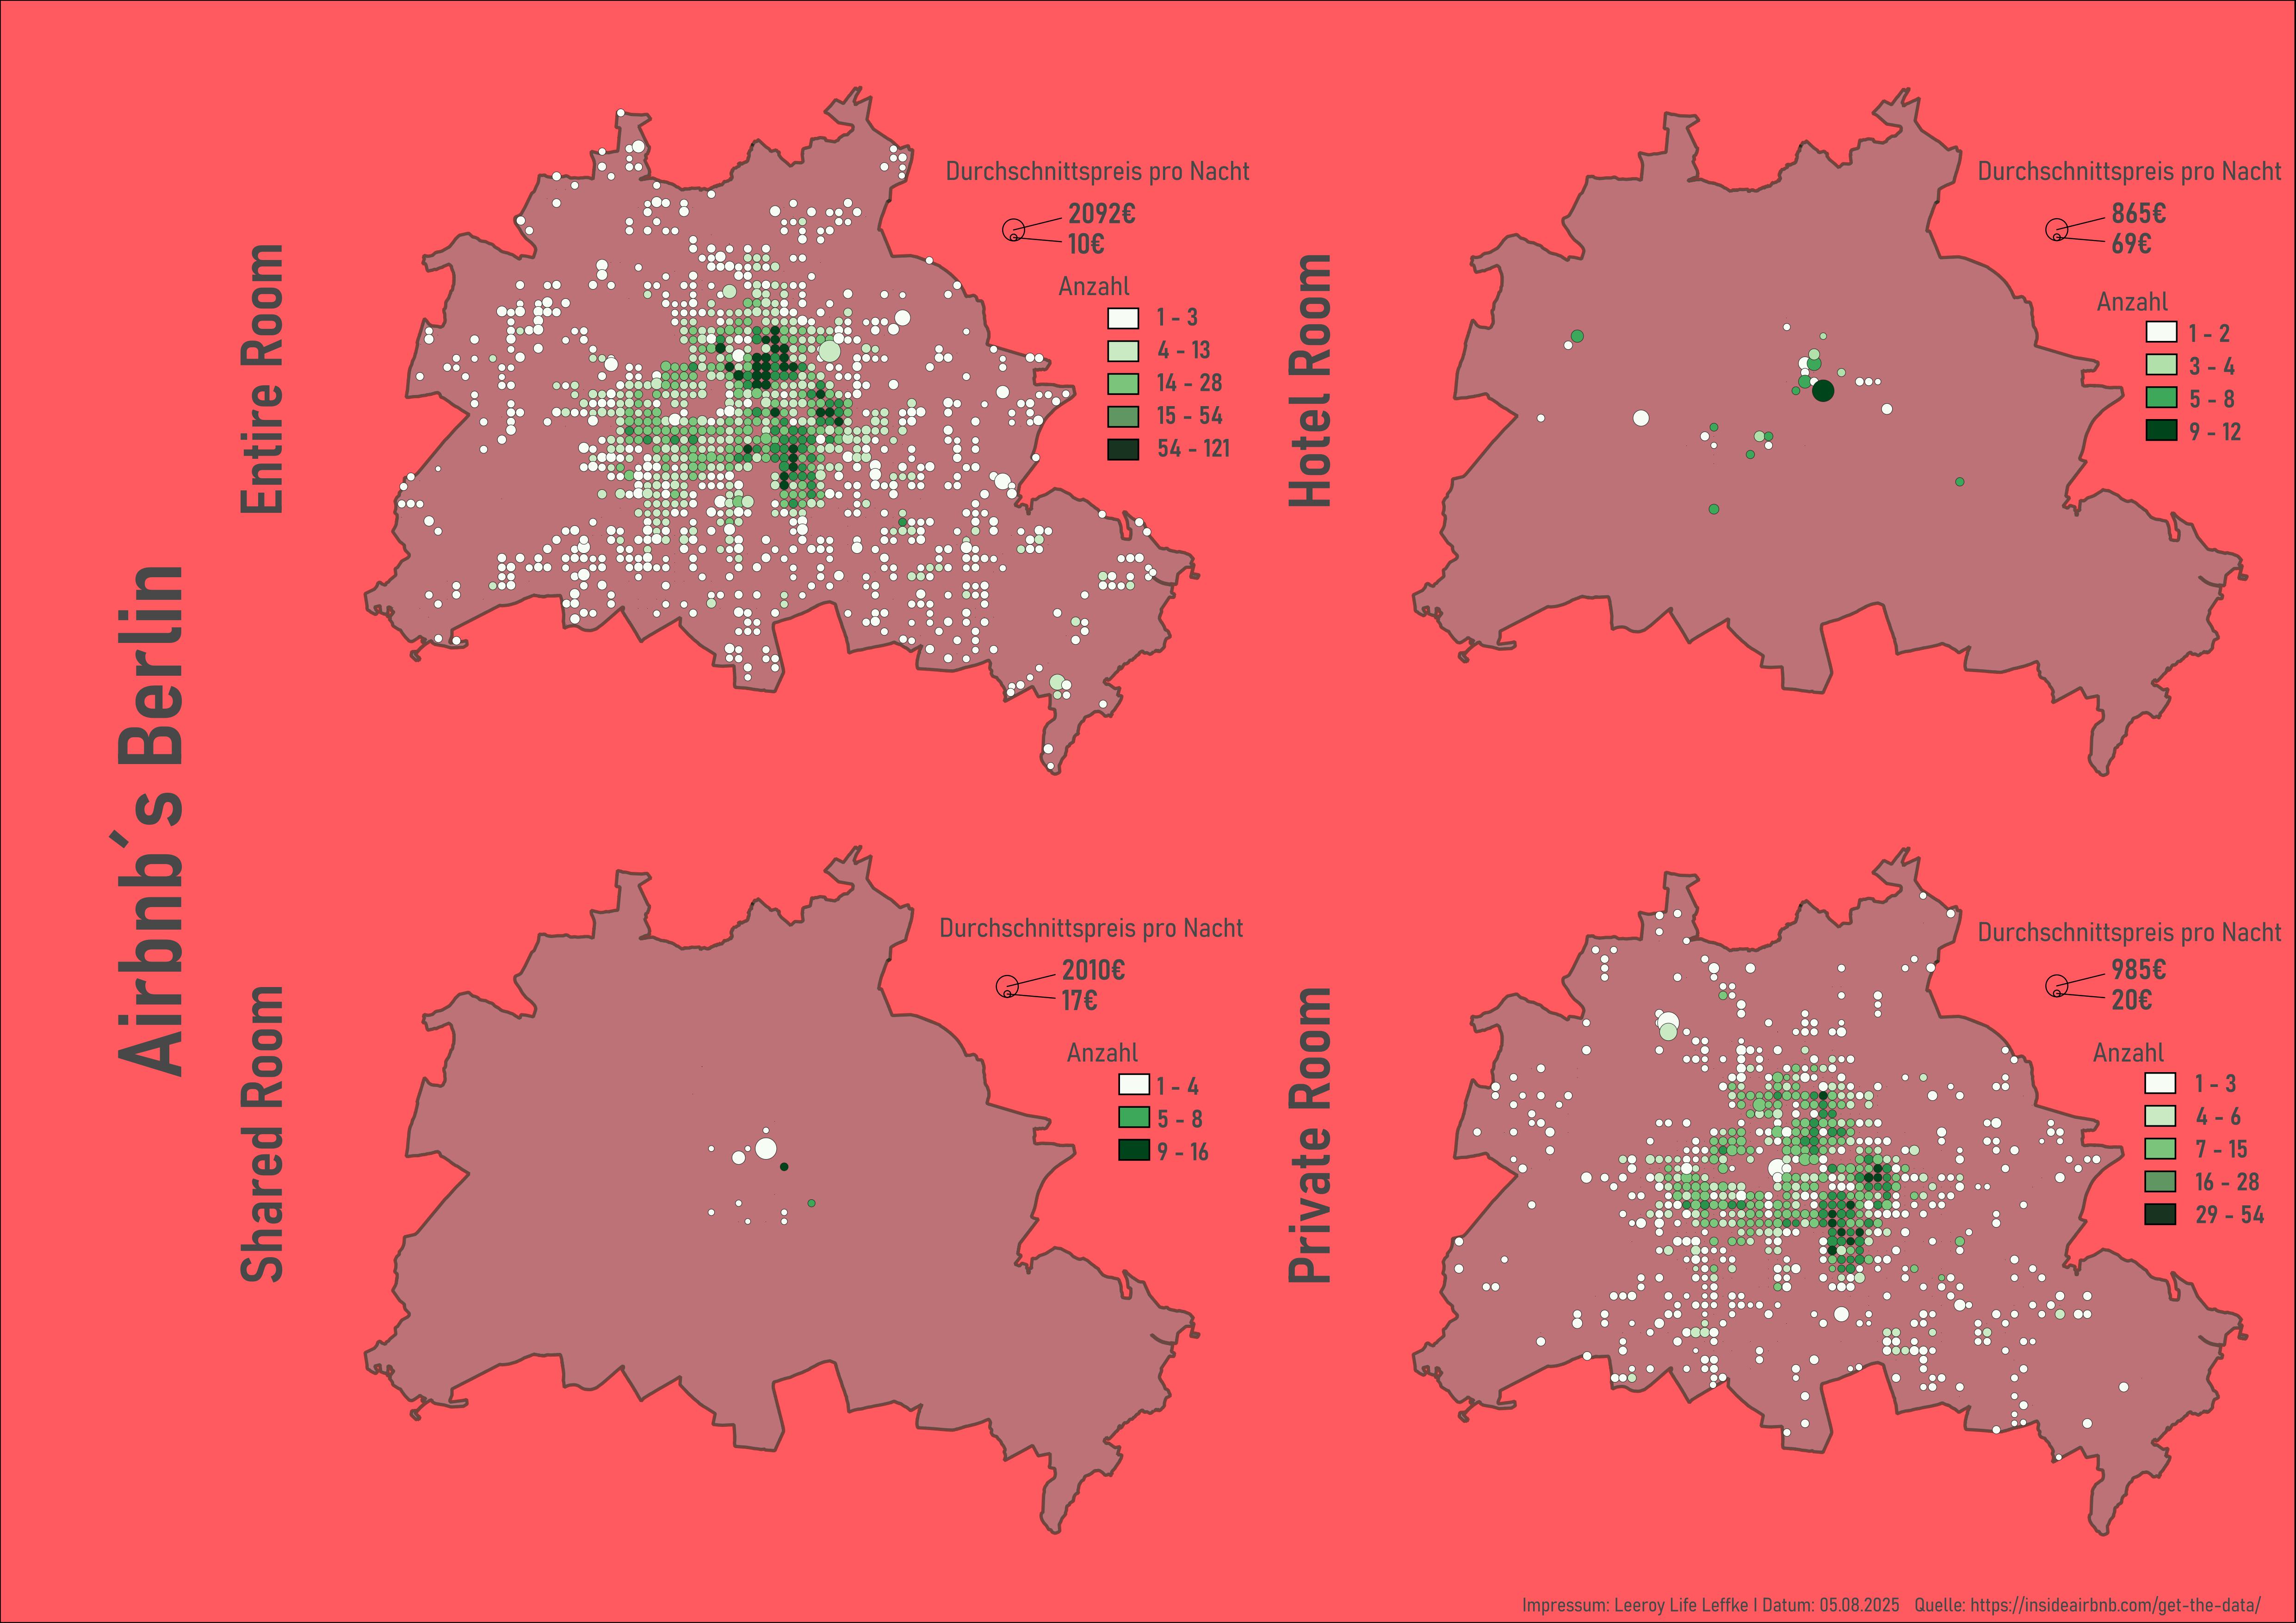 Airbnb´s Berlin
Entire Room
Durchschnittspreis pro Nacht
2092€
10€
Anzahl
1 - 3
4 - 13
14 - 28
15 - 54
54 - 121
Hotel Room
Durchschnittspreis pro Nacht
865€
69€
Anzahl
1 - 2
3 - 4
5 - 8
9 - 12
Shared Room
Durchschnittspreis pro Nacht
2010€
17€
Anzahl
1 - 4
5 - 8
9 - 16
Private Room
Durchschnittspreis pro Nacht
985€
20€
Anzahl
1 - 3
4 - 6
7 - 15
16 - 28
29 - 54
Impressum: Leeroy Life Leffke I Datum: 05.08.2025 Quelle: https://insideairbnb.com/get-the-data/